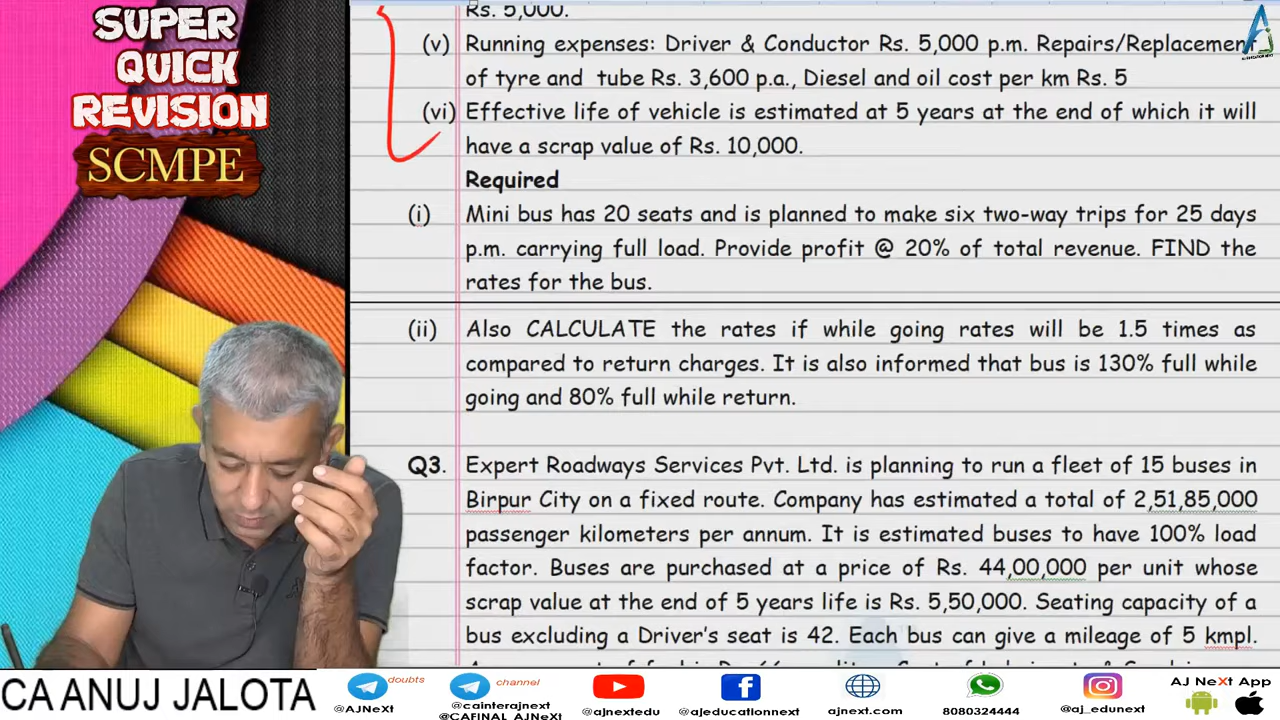 SUPER
QUICK
REVISION
SCMPE
Rs. 5,000.
(v) Running expenses: Driver & Conductor Rs. 5,000 p.m. Repairs/Replacement
of tyre and tube Rs. 3,600 p.a., Diesel and oil cost per km Rs. 5
(vi) Effective life of vehicle is estimated at 5 years at the end of which it will
have a scrap value of Rs. 10,000.
Required
(i) Mini bus has 20 seats and is planned to make six two-way trips for 25 days
p.m. carrying full load. Provide profit @ 20% of total revenue. FIND the
rates for the bus.
(ii) Also CALCULATE the rates if while going rates will be 1.5 times as
compared to return charges. It is also informed that bus is 130% full while
going and 80% full while return.
Q3. Expert Roadways Services Pvt. Ltd. is planning to run a fleet of 15 buses in
Birpur City on a fixed route. Company has estimated a total of 2,51,85,000
passenger kilometers per annum. It is estimated buses to have 100% load
factor. Buses are purchased at a price of Rs. 44,00,000 per unit whose
scrap value at the end of 5 years life is Rs. 5,50,000. Seating capacity of a
bus excluding a Driver's seat is 42. Each bus can give a mileage of 5 kmpl.
CA ANUJ JALOTA
doubts
@AJNeXt
channel
@cainterajnext
@CAFINAL_AJNeXt
@ajnextedu
@ajeducationnext
ajnext.com
8080324444
@aj_edunext
AJ NeXt App